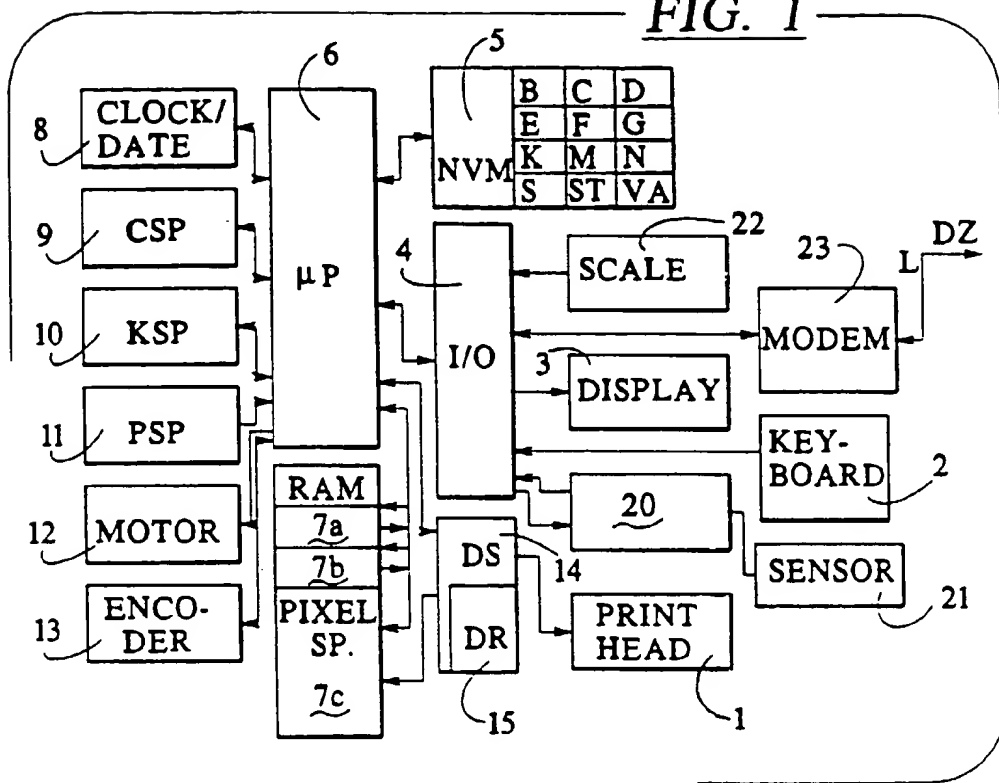 FIG. 1
6
5
B C D
E F G
K M N
S ST VA
NVM
8
CLOCK/
DATE
9
CSP
μP
4
I/O
22
SCALE
23
L
DZ
MODEM
10
KSP
3
DISPLAY
11
PSP
KEY-
BOARD
2
RAM
7a
7b
20
12
MOTOR
DS
14
SENSOR
21
13
ENCO-
DER
PIXEL
SP.
7c
DR
15
PRINT
HEAD
1